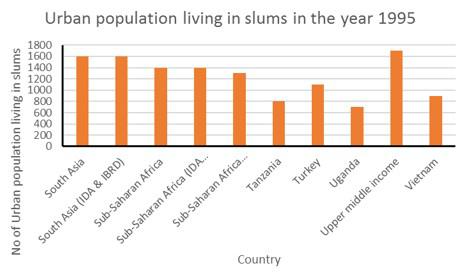 Urban population living in slums in the year 1995
No of Urban population living in slums
1800
1600
1400
1200
1000
800
600
400
200
0
South Asia
South Asia (IDA & IBRD)
Sub-Saharan Africa
Sub-Saharan Africa (IDA...
Sub-Saharan Africa...
Tanzania
Turkey
Uganda
Upper middle income
Vietnam
Country